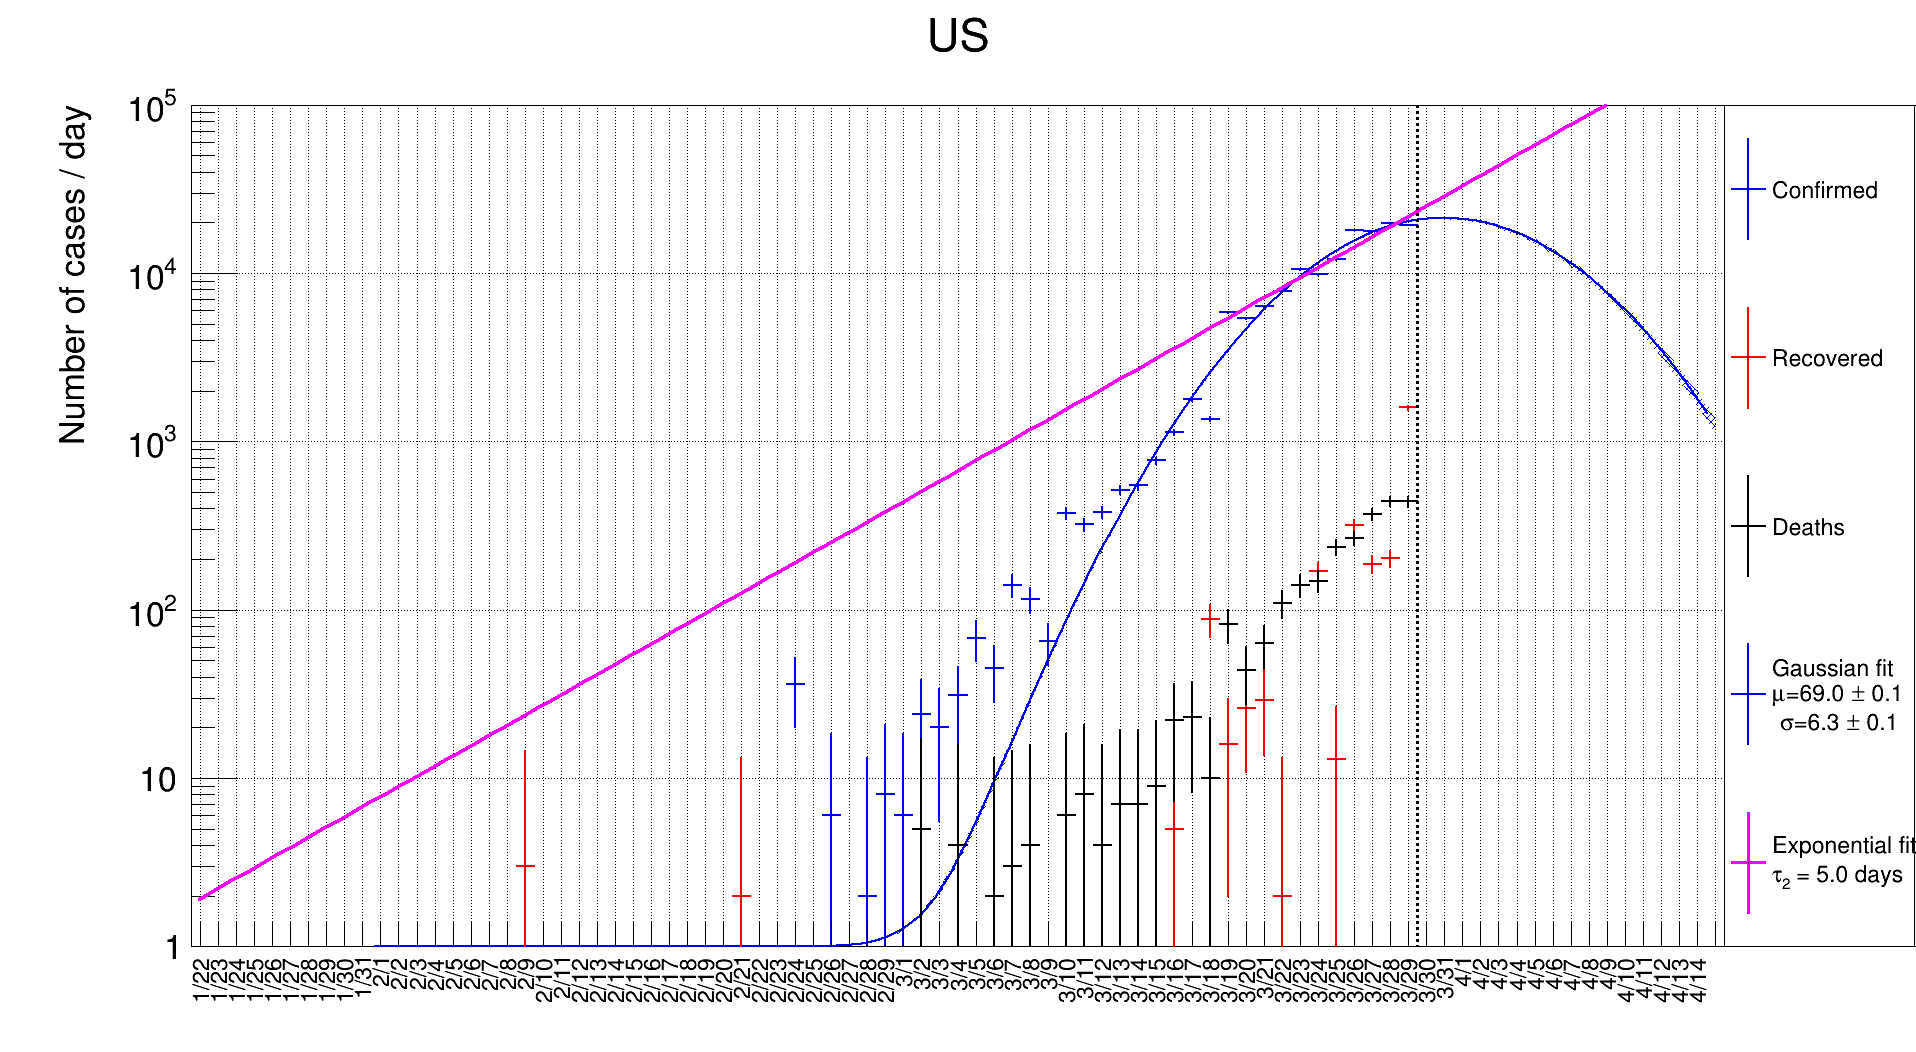 US
Number of cases / day
10⁵
10⁴
10³
10²
10
1
1/22 1/23 1/24 1/25 1/26 1/27 1/28 1/29 1/30 1/31 2/1 2/2 2/3 2/4 2/5 2/6 2/7 2/8 2/9 2/10 2/11 2/12 2/13 2/14 2/15 2/16 2/17 2/18 2/19 2/20 2/21 2/22 2/23 2/24 2/25 2/26 2/27 2/28 2/29 3/1 3/2 3/3 3/4 3/5 3/6 3/7 3/8 3/9 3/10 3/11 3/12 3/13 3/14 3/15 3/16 3/17 3/18 3/19 3/20 3/21 3/22 3/23 3/24 3/25 3/26 3/27 3/28 3/29 3/30 3/31 4/1 4/2 4/3 4/4 4/5 4/6 4/7 4/8 4/9 4/10 4/11 4/12 4/13 4/14
Confirmed
Recovered
Deaths
Gaussian fit
μ=69.0 ± 0.1
σ=6.3 ± 0.1
Exponential fit
τ₂ = 5.0 days